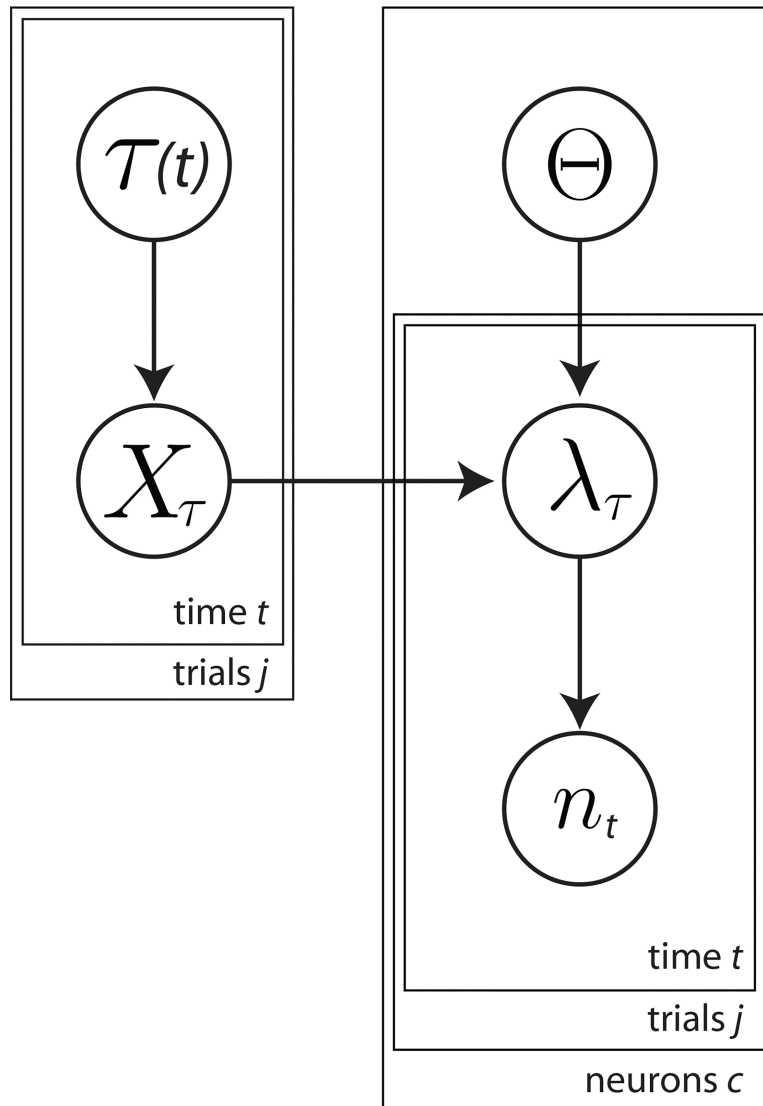 τ(t)
X_τ
time t
trials j
Θ
λ_τ
n_t
time t
trials j
neurons c